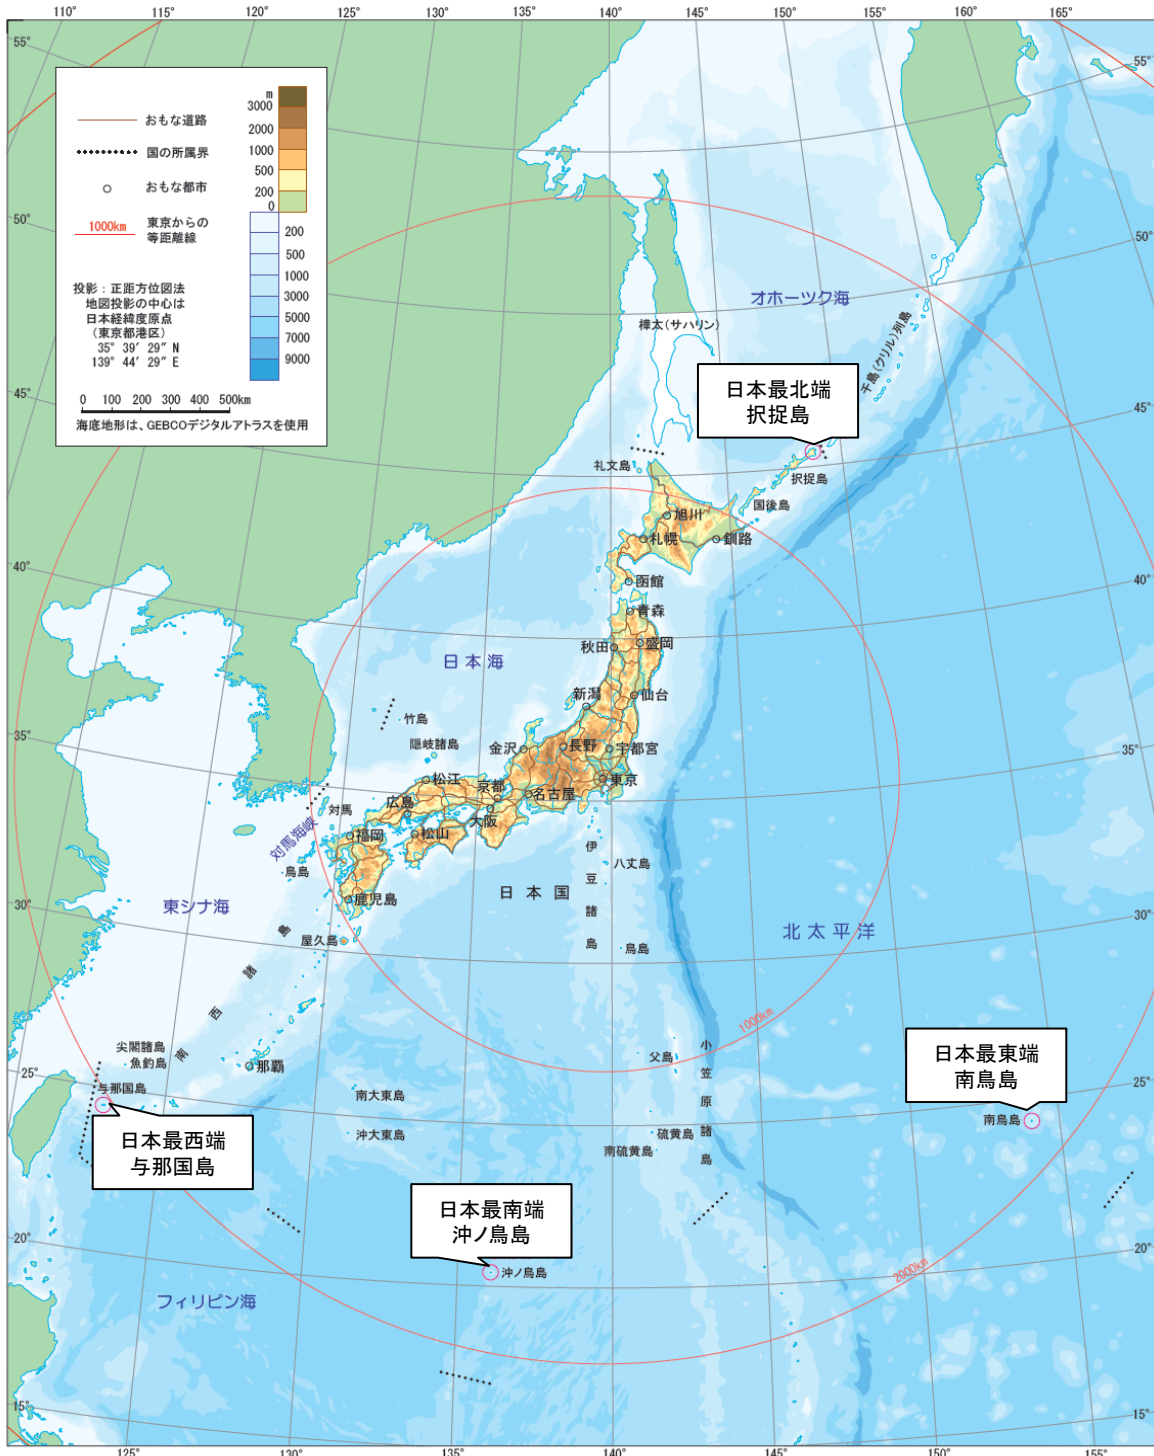 110°
115°
120°
125°
130°
135°
140°
145°
150°
155°
160°
165°
55°
55°
m
3000
2000
1000
500
200
0
200
500
1000
3000
5000
7000
9000
おもな道路
国の所属界
おもな都市
1000km
東京からの
等距離線
投影：正距方位図法
地図投影の中心は
日本経緯度原点
（東京都港区）
35° 39′ 29″ N
139° 44′ 29″ E
0 100 200 300 400 500km
海底地形は、GEBCOデジタルアトラスを使用
50°
50°
オホーツク海
樺太(サハリン)
千島(クリル)列島
日本最北端
択捉島
45°
45°
礼文島
択捉島
国後島
旭川
札幌
釧路
函館
40°
40°
青森
秋田
盛岡
日本海
新潟
仙台
竹島
隠岐諸島
金沢
長野
宇都宮
35°
35°
松江
京都
東京
名古屋
広島
大阪
対馬
対馬海峡
福岡
松山
鳥島
伊豆諸島
八丈島
日本国
鹿児島
東シナ海
30°
30°
北太平洋
屋久島
鳥島
南西諸島
1000km
尖閣諸島
魚釣島
那覇
父島
小笠原諸島
日本最東端
南鳥島
25°
25°
与那国島
南大東島
沖大東島
硫黄島
南硫黄島
南鳥島
日本最西端
与那国島
日本最南端
沖ノ鳥島
20°
20°
沖ノ鳥島
2000km
フィリピン海
15°
15°
125°
130°
135°
140°
145°
150°
155°